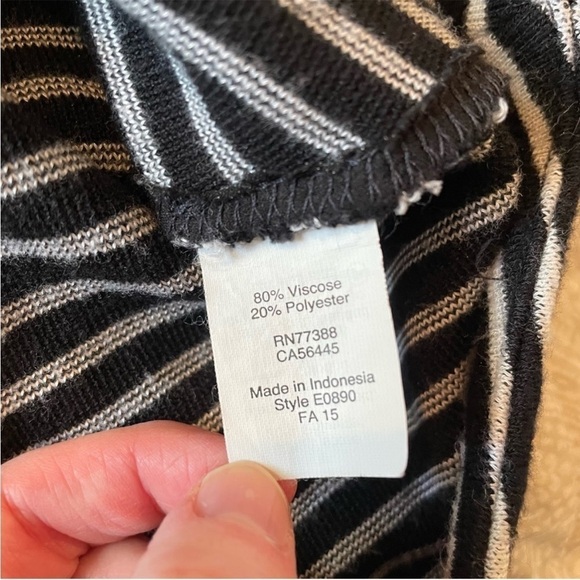 80% Viscose
20% Polyester
RN77388
CA56445
Made in Indonesia
Style E0890
FA 15